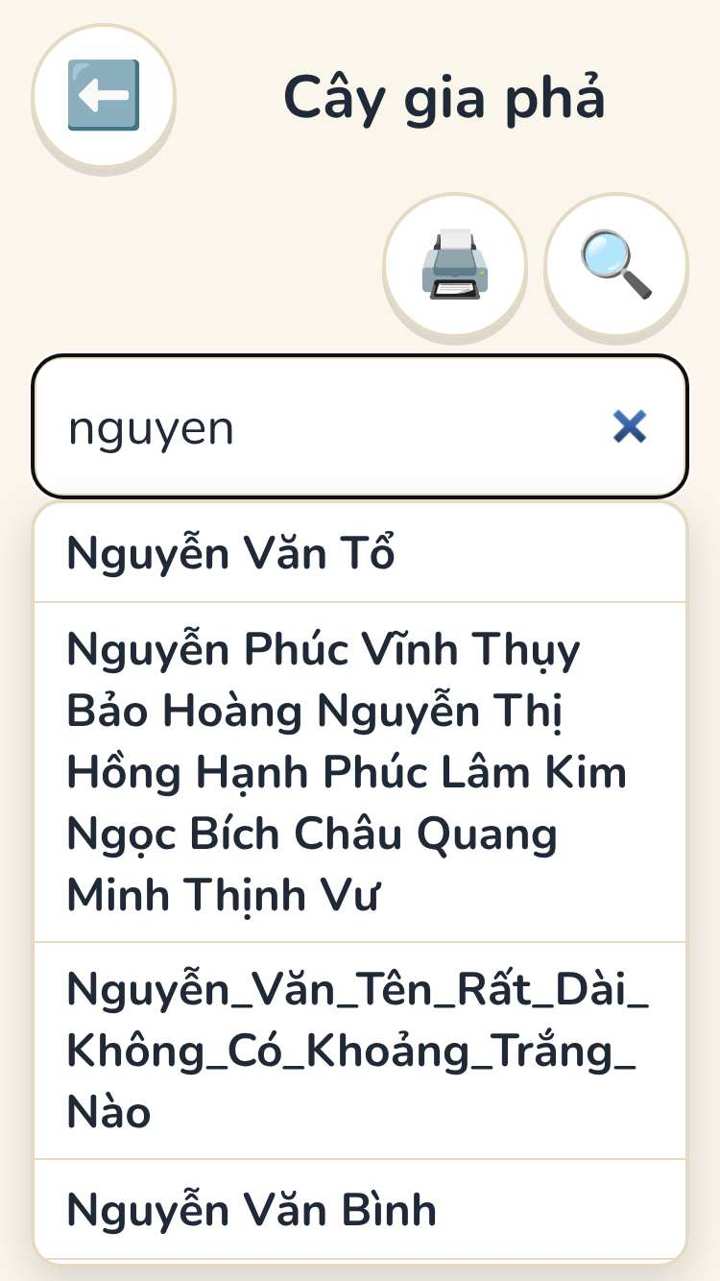 Cây gia phả
nguyen
Nguyễn Văn Tổ
Nguyễn Phúc Vĩnh Thụy
Bảo Hoàng Nguyễn Thị
Hồng Hạnh Phúc Lâm Kim
Ngọc Bích Châu Quang
Minh Thịnh Vư
Nguyễn_Văn_Tên_Rất_Dài_
Không_Có_Khoảng_Trắng_
Nào
Nguyễn Văn Bình